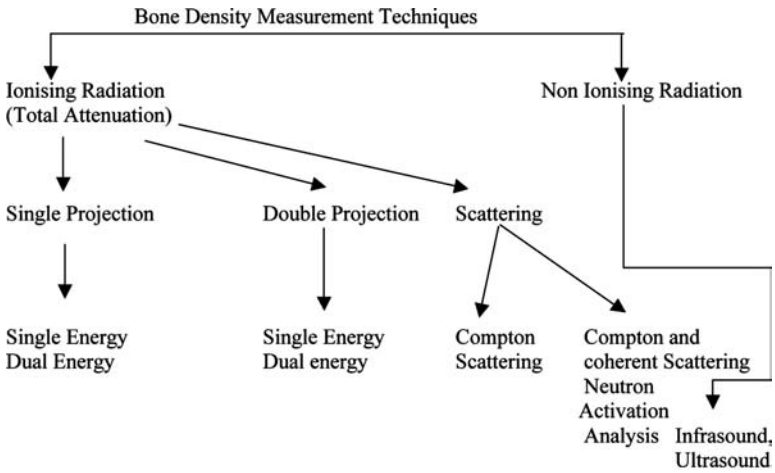 Bone Density Measurement Techniques
Ionising Radiation
(Total Attenuation)
Non Ionising Radiation
Single Projection
Double Projection
Scattering
Single Energy
Dual Energy
Single Energy
Dual energy
Compton
Scattering
Compton and
coherent Scattering
Neutron
Activation
Analysis
Infrasound,
Ultrasound